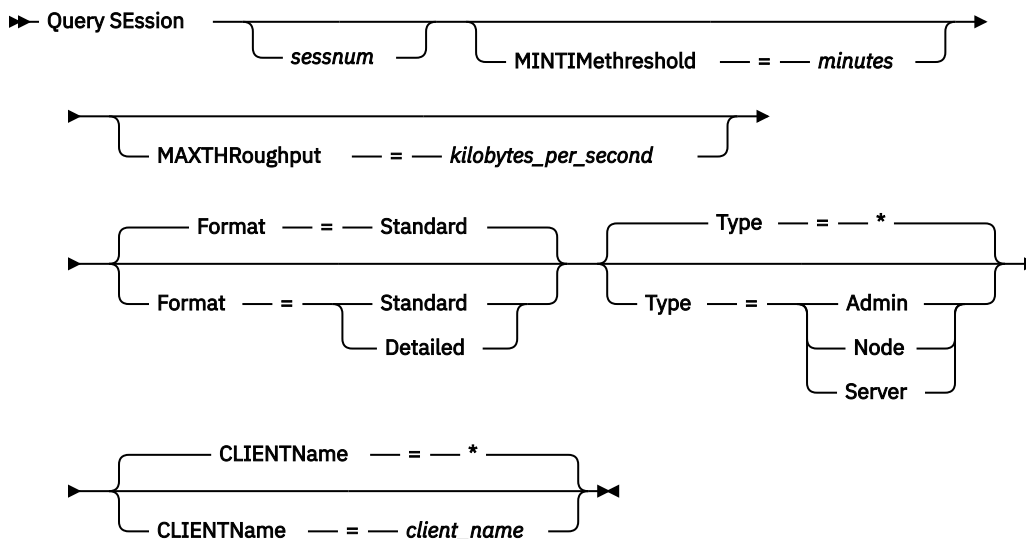 Query SEssion
sessnum
MINTIMethreshold = minutes
MAXTHRoughput = kilobytes_per_second
Format = Standard
Type = *
Format = Standard
Type = Admin
Detailed
Node
Server
CLIENTName = *
CLIENTName = client_name